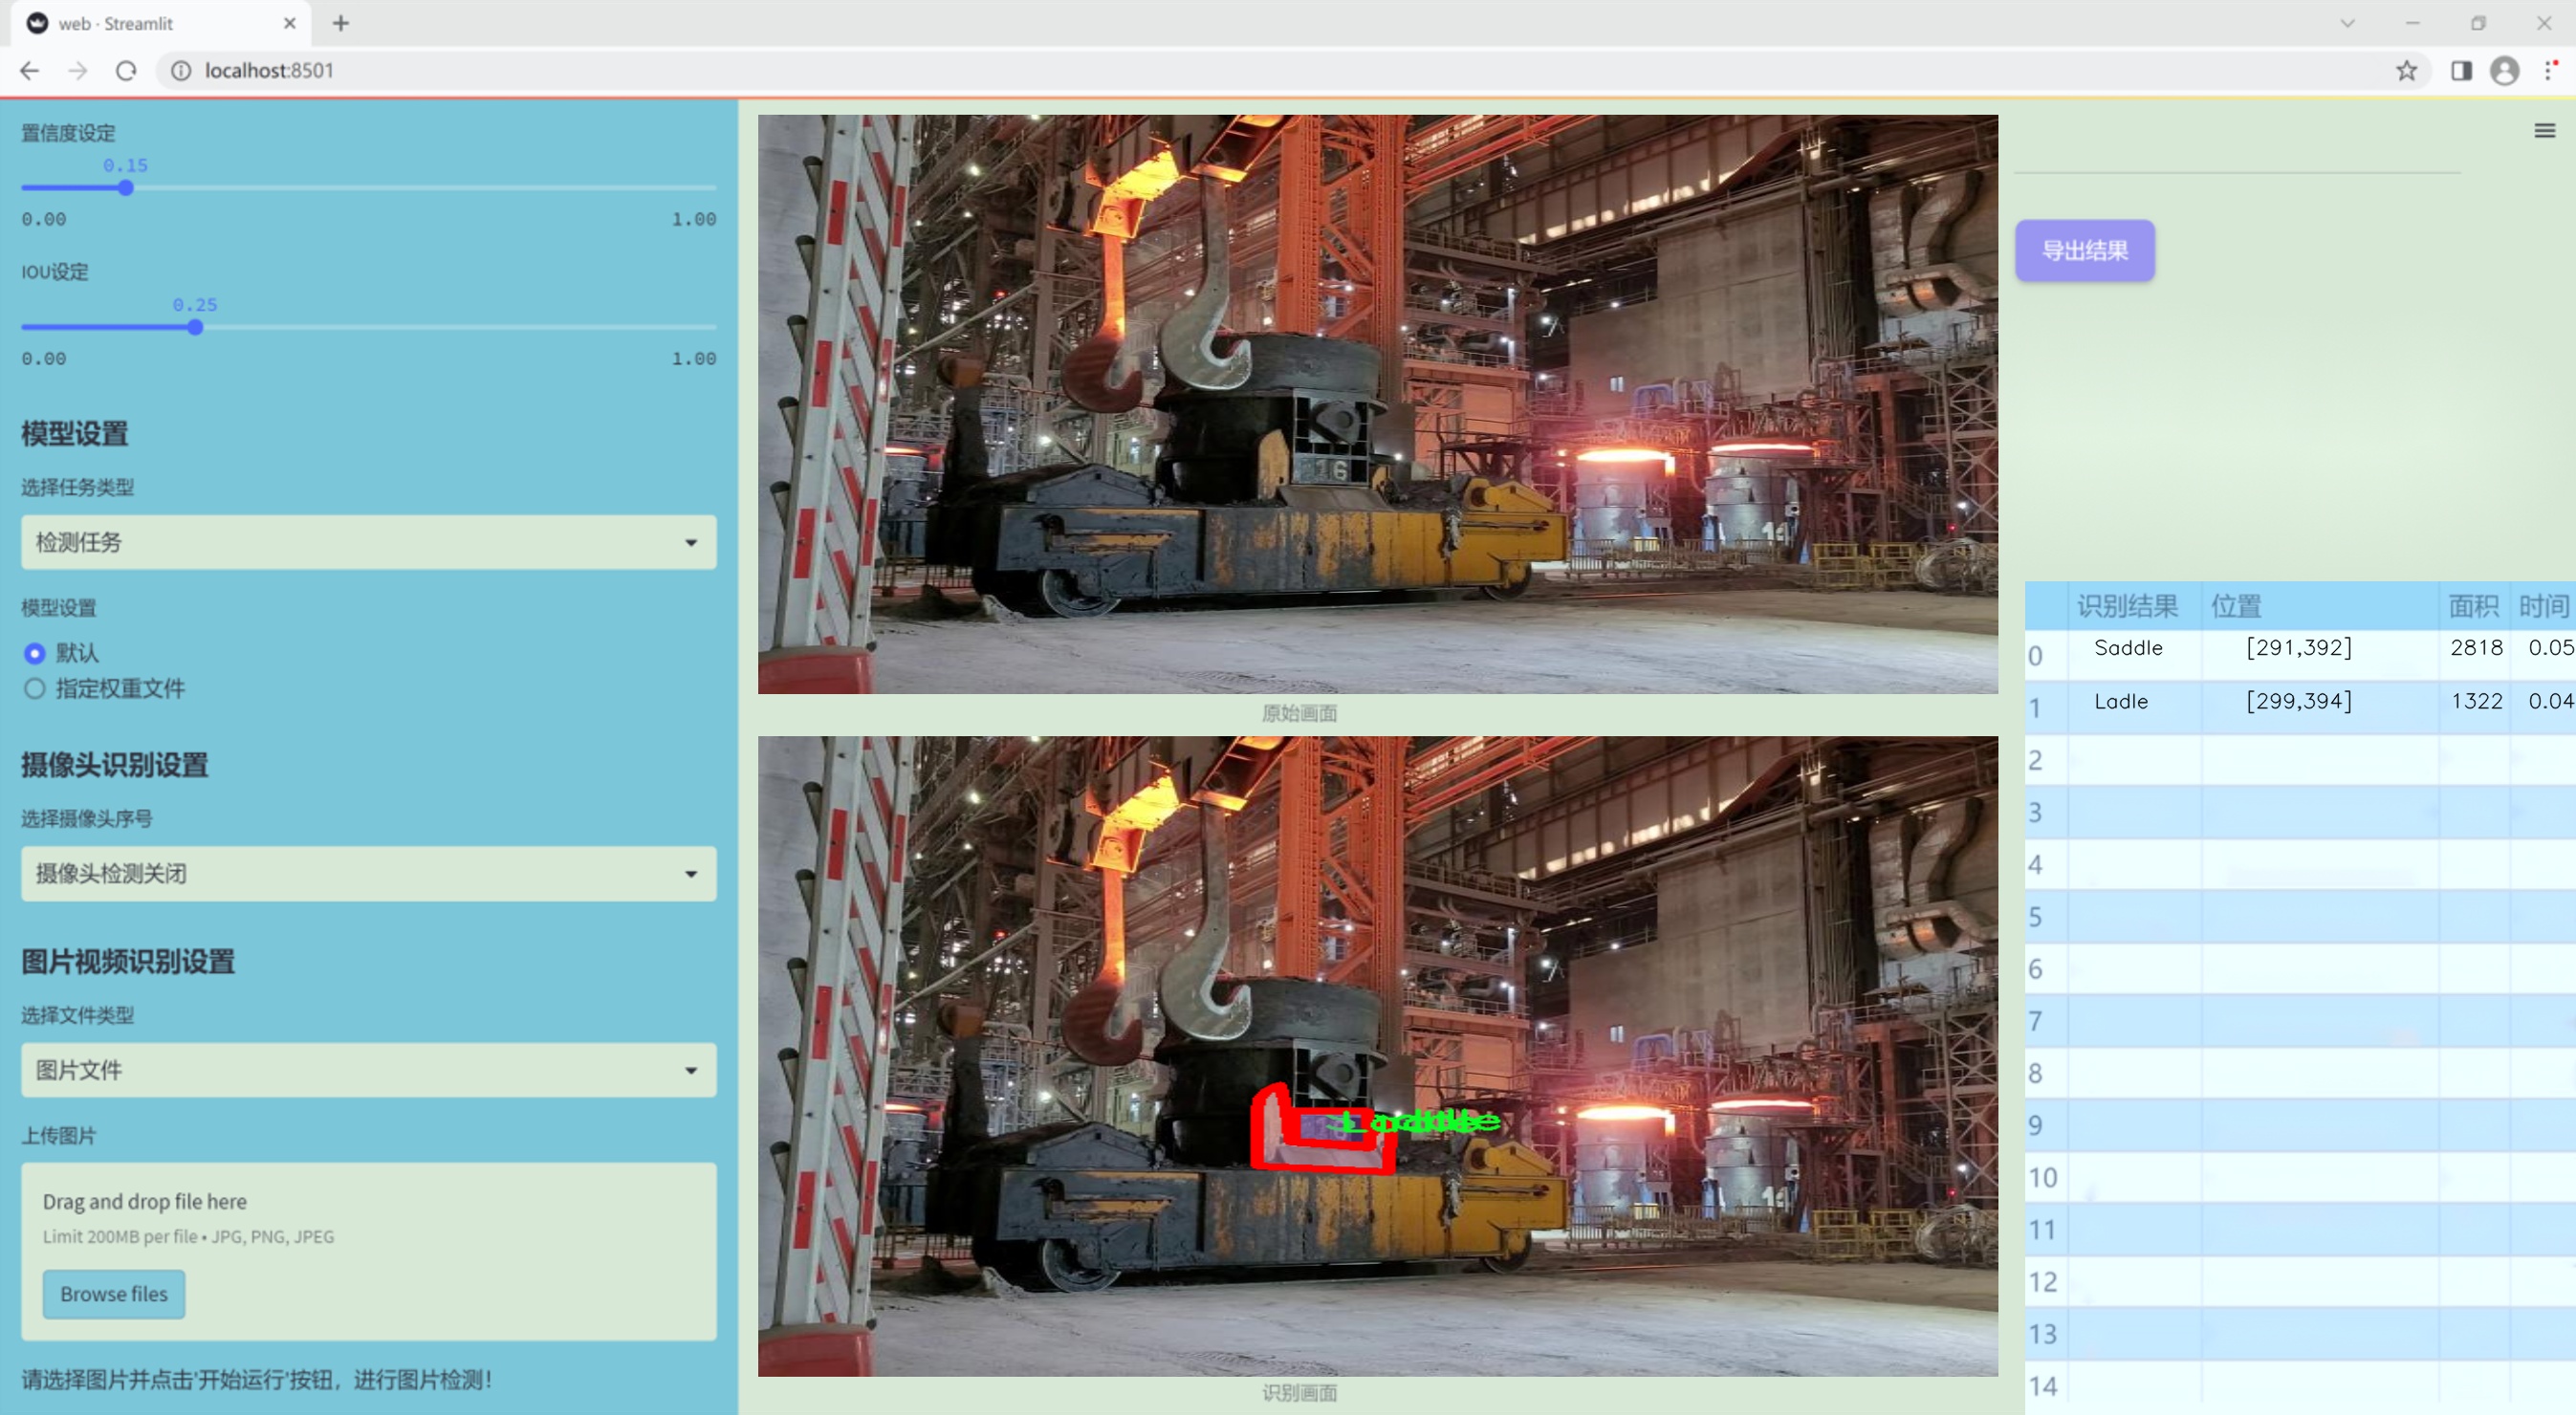 web · Streamlit
localhost:8501
置信度设定
0.15
0.00 1.00
IOU设定
0.25
0.00 1.00
模型设置
选择任务类型
检测任务
模型设置
默认
指定权重文件
摄像头识别设置
选择摄像头序号
摄像头检测关闭
图片视频识别设置
选择文件类型
图片文件
上传图片
Drag and drop file here
Limit 200MB per file • JPG, PNG, JPEG
Browse files
请选择图片并点击'开始运行'按钮，进行图片检测！
16
原始画面
识别画面
导出结果
识别结果 位置 面积 时间
0 Saddle [291,392] 2818 0.05
1 Ladle [299,394] 1322 0.04
2
3
4
5
6
7
8
9
10
11
12
13
14